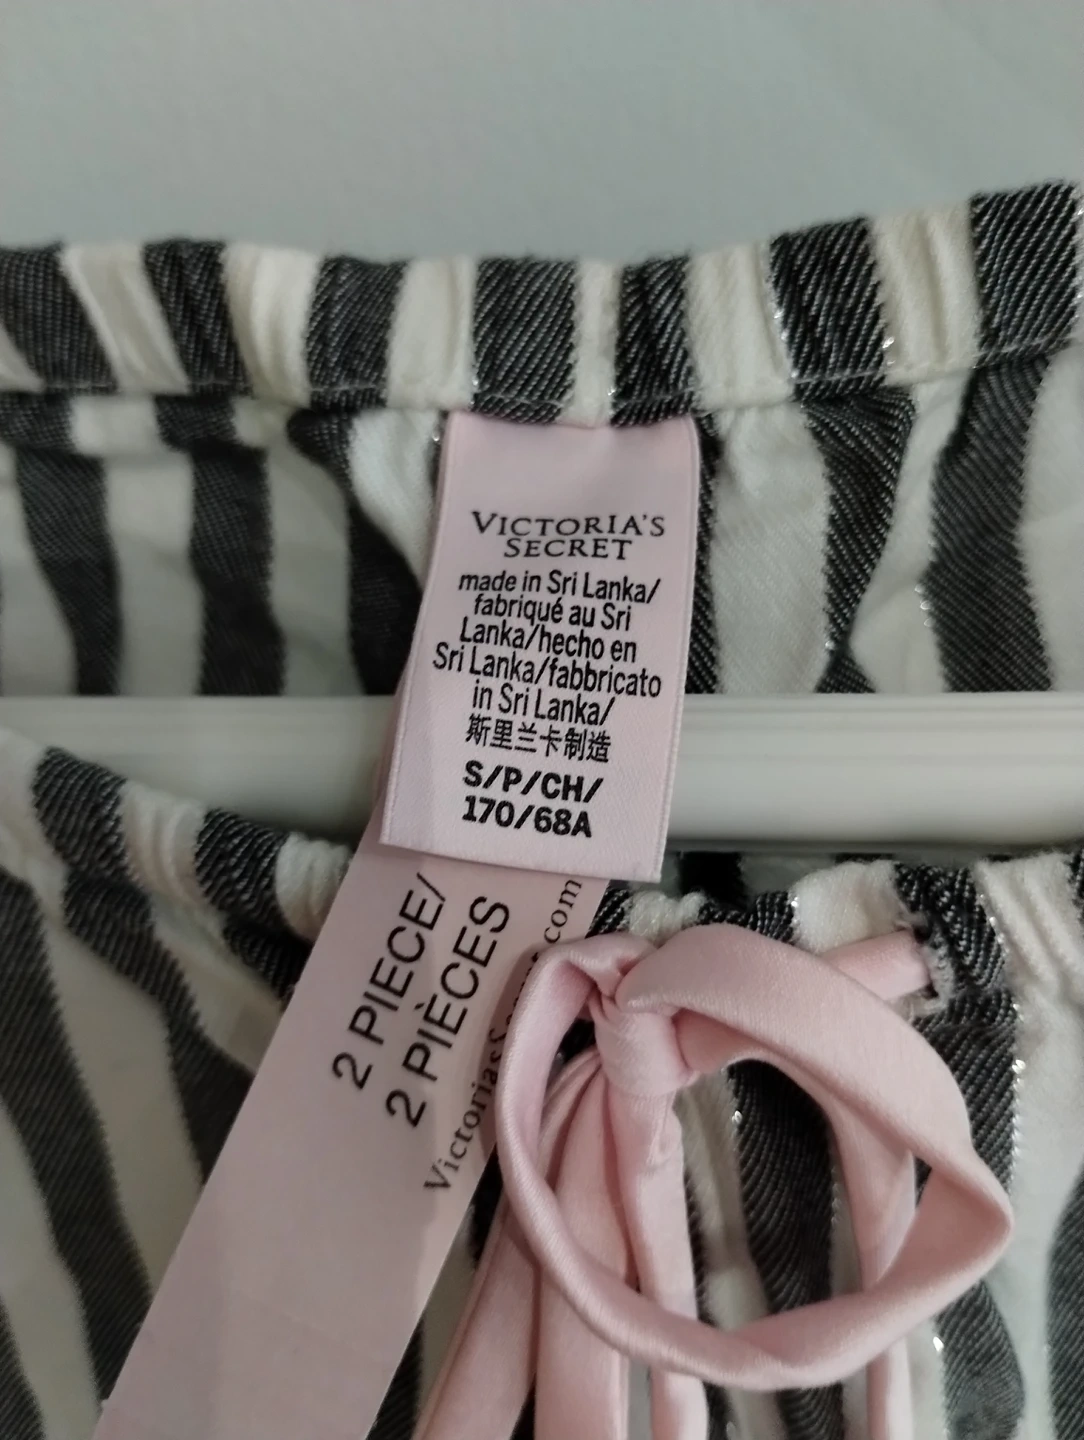 VICTORIA'S
SECRET
made in Sri Lanka/
fabriqué au Sri
Lanka/hecho en
Sri Lanka/fabbricato
in Sri Lanka/
斯里兰卡制造
S/P/CH/
170/68A
2 PIECE/
2 PIÈCES